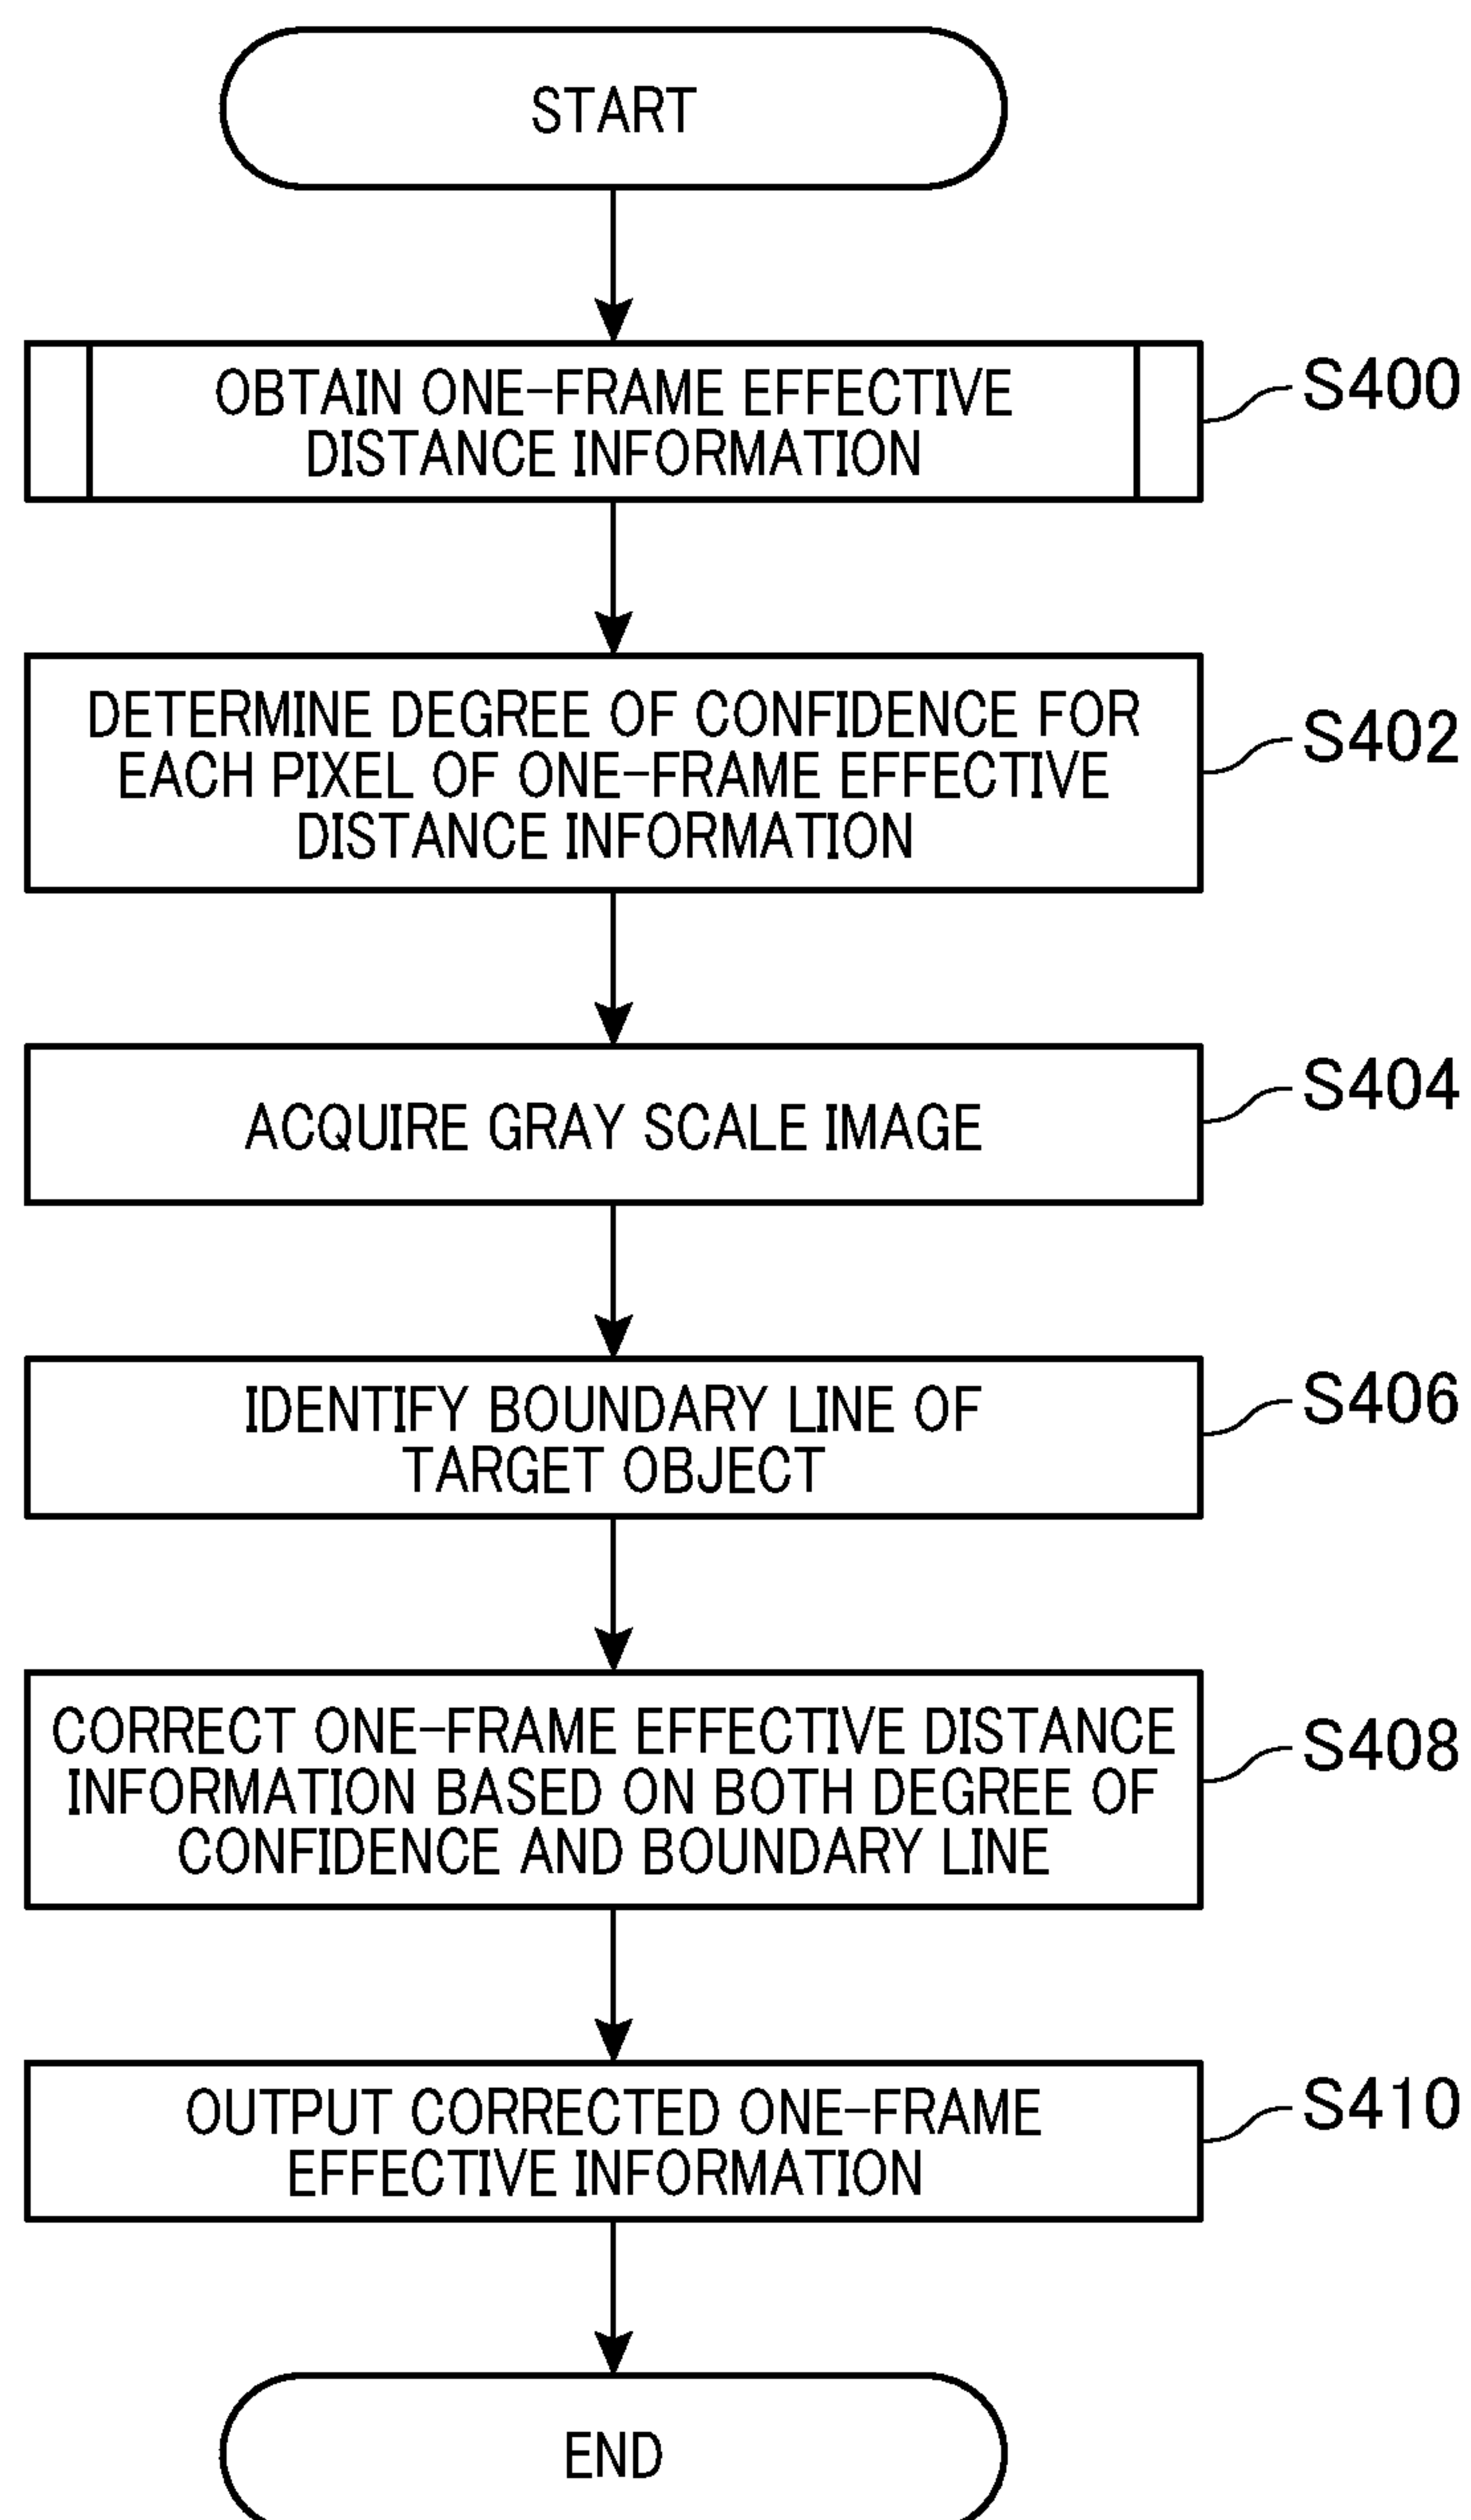 START
OBTAIN ONE-FRAME EFFECTIVE
DISTANCE INFORMATION
S400
DETERMINE DEGREE OF CONFIDENCE FOR
EACH PIXEL OF ONE-FRAME EFFECTIVE
DISTANCE INFORMATION
S402
ACQUIRE GRAY SCALE IMAGE
S404
IDENTIFY BOUNDARY LINE OF
TARGET OBJECT
S406
CORRECT ONE-FRAME EFFECTIVE DISTANCE
INFORMATION BASED ON BOTH DEGREE OF
CONFIDENCE AND BOUNDARY LINE
S408
OUTPUT CORRECTED ONE-FRAME
EFFECTIVE INFORMATION
S410
END